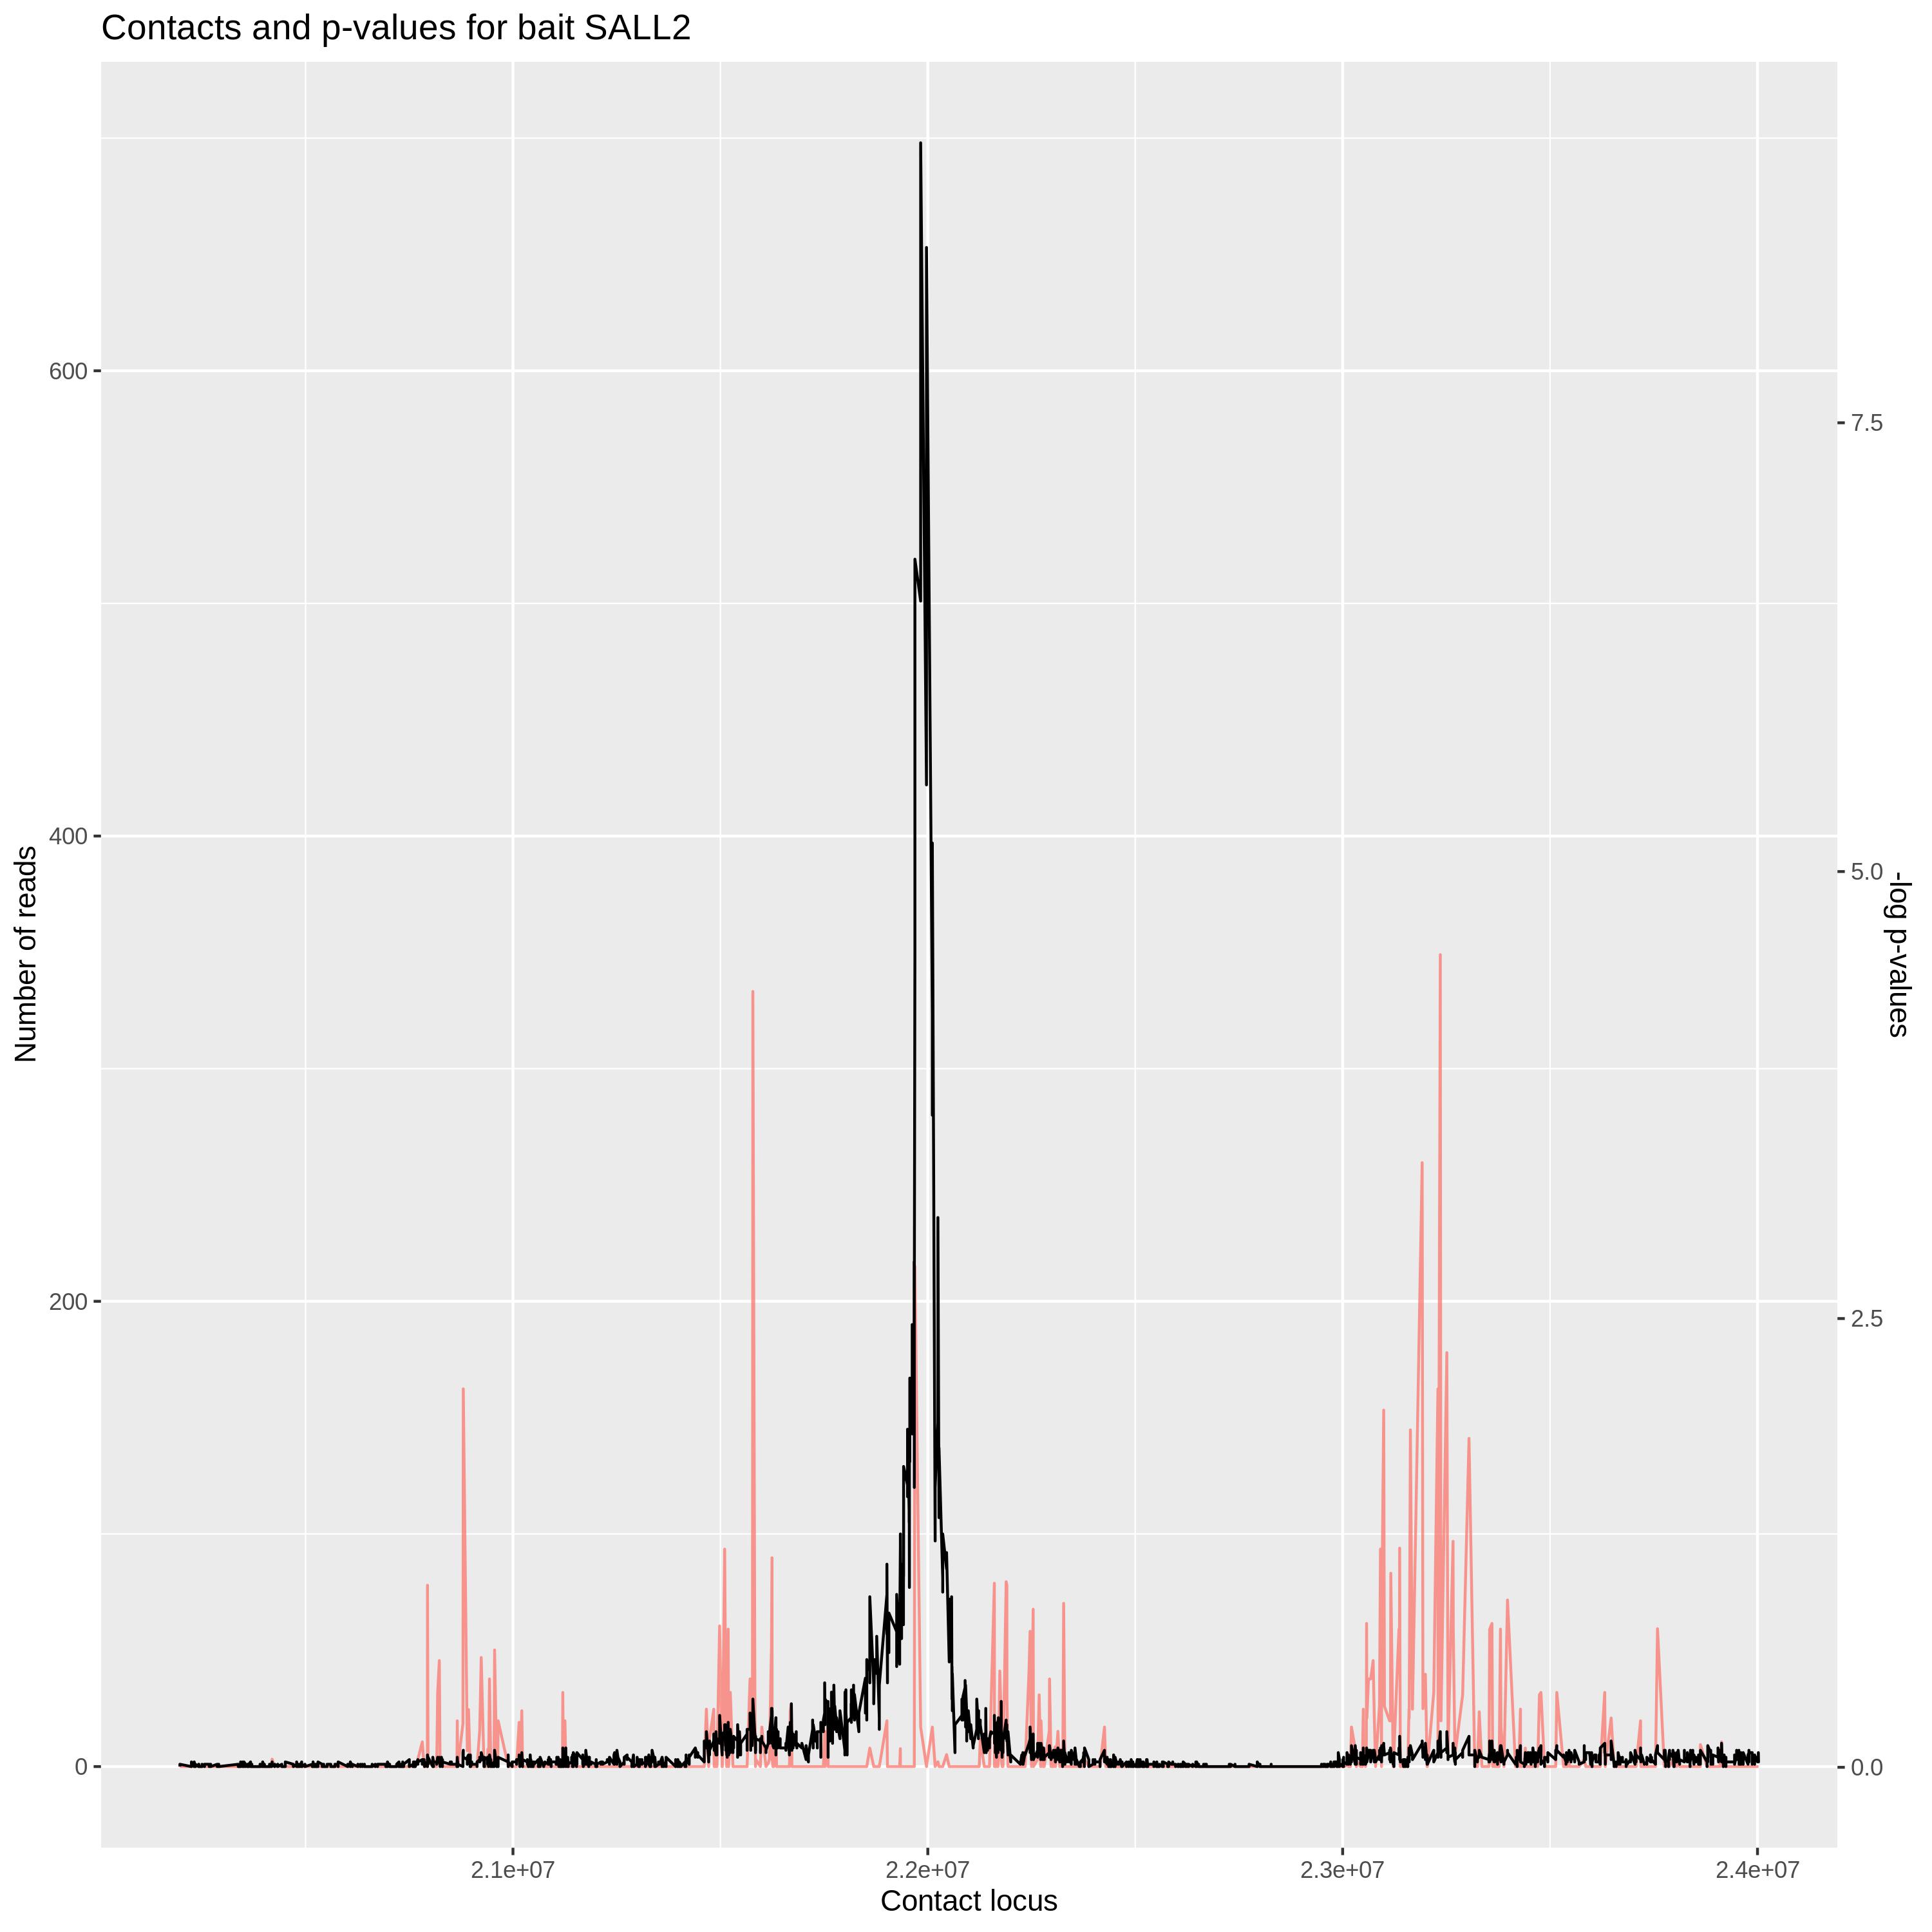 Contacts and p-values for bait SALL2
600
400
200
0
Number of reads
7.5
5.0
2.5
0.0
-log p-values
2.1e+07
2.2e+07
2.3e+07
2.4e+07
Contact locus